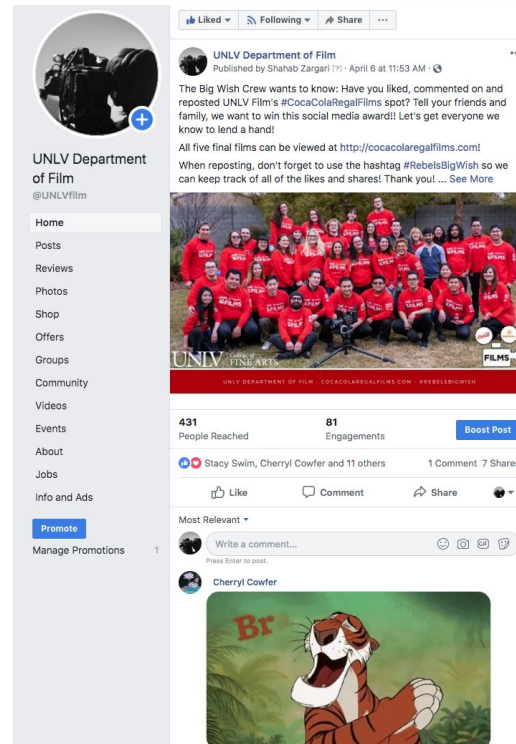 Liked
Following
Share
UNLV Department of Film
Published by Shahab Zargari [?] · April 6 at 11:53 AM ·
The Big Wish Crew wants to know: Have you liked, commented on and
reposted UNLV Film's #CocaColaRegalFilms spot? Tell your friends and
family, we want to win this social media award!! Let's get everyone we
know to lend a hand!
All five final films can be viewed at http://cocacolaregalfilms.com!
When reposting, don't forget to use the hashtag #RebelsBigWish so we
can keep track of all of the likes and shares! Thank you! ... See More
UNLV Department
of Film
@UNLVfilm
Home
Posts
Reviews
Photos
Shop
Offers
Groups
Community
Videos
Events
About
Jobs
Info and Ads
Promote
Manage Promotions 1
UNLV College of
FINE ARTS
FILMS
UNLV DEPARTMENT OF FILM · COCACOLAREGALFILMS.COM · #REBELSBIGWISH
431
People Reached
81
Engagements
Boost Post
Stacy Swim, Cherryl Cowfer and 11 others
1 Comment 7 Shares
Like
Comment
Share
Most Relevant
Write a comment...
GIF
Press Enter to post.
Cherryl Cowfer
Br